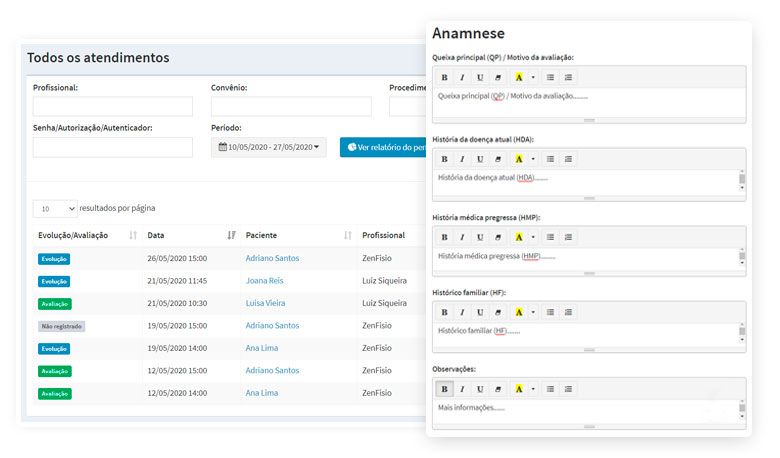 Todos os atendimentos
Profissional:
Convênio:
Procedime
Senha/Autorização/Autenticador:
Período:
10/05/2020 - 27/05/2020
Ver relatório do per
10
resultados por página
Evolução/Avaliação Data Paciente Profissional
Evolução 26/05/2020 15:00 Adriano Santos ZenFisio
Evolução 21/05/2020 11:45 Joana Reis Luiz Siqueira
Avaliação 21/05/2020 10:30 Luísa Vieira Luiz Siqueira
Não registrado 19/05/2020 15:00 Adriano Santos ZenFisio
Evolução 19/05/2020 14:00 Ana Lima ZenFisio
Avaliação 12/05/2020 15:00 Adriano Santos ZenFisio
Avaliação 12/05/2020 14:00 Ana Lima ZenFisio
Anamnese
Queixa principal (QP) / Motivo da avaliação:
B I U A
Queixa principal (QP) / Motivo da avaliação.........
História da doença atual (HDA):
B I U A
História da doença atual (HDA)........
História médica pregressa (HMP):
B I U A
História médica pregressa (HMP).........
Histórico familiar (HF):
B I U A
Histórico familiar (HF).......
Observações:
B I U A
Mais informações......